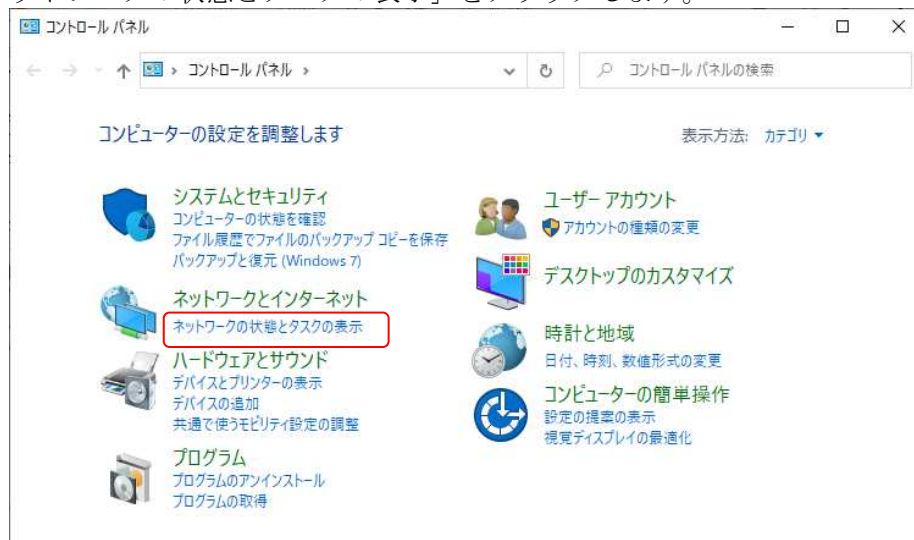 コントロール パネル
コントロール パネル
コントロール パネルの検索
コンピューターの設定を調整します
表示方法: カテゴリ
システムとセキュリティ
コンピューターの状態を確認
ファイル履歴でファイルのバックアップ コピーを保存
バックアップと復元 (Windows 7)
ネットワークとインターネット
ネットワークの状態とタスクの表示
ハードウェアとサウンド
デバイスとプリンターの表示
デバイスの追加
共通で使うモビリティ設定の調整
プログラム
プログラムのアンインストール
プログラムの取得
ユーザー アカウント
アカウントの種類の変更
デスクトップのカスタマイズ
時計と地域
日付、時刻、数値形式の変更
コンピューターの簡単操作
設定の提案の表示
視覚ディスプレイの最適化